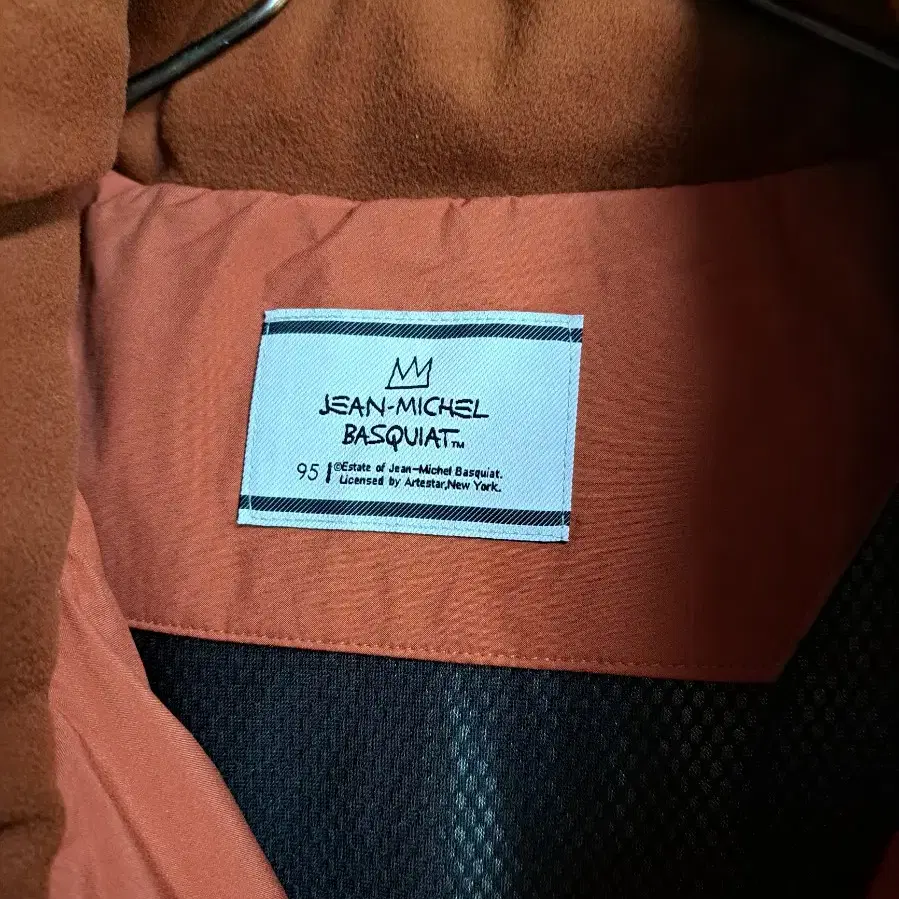 JEAN-MICHEL
BASQUIAT™
95 ©Estate of Jean-Michel Basquiat.
Licensed by Artestar,New York.